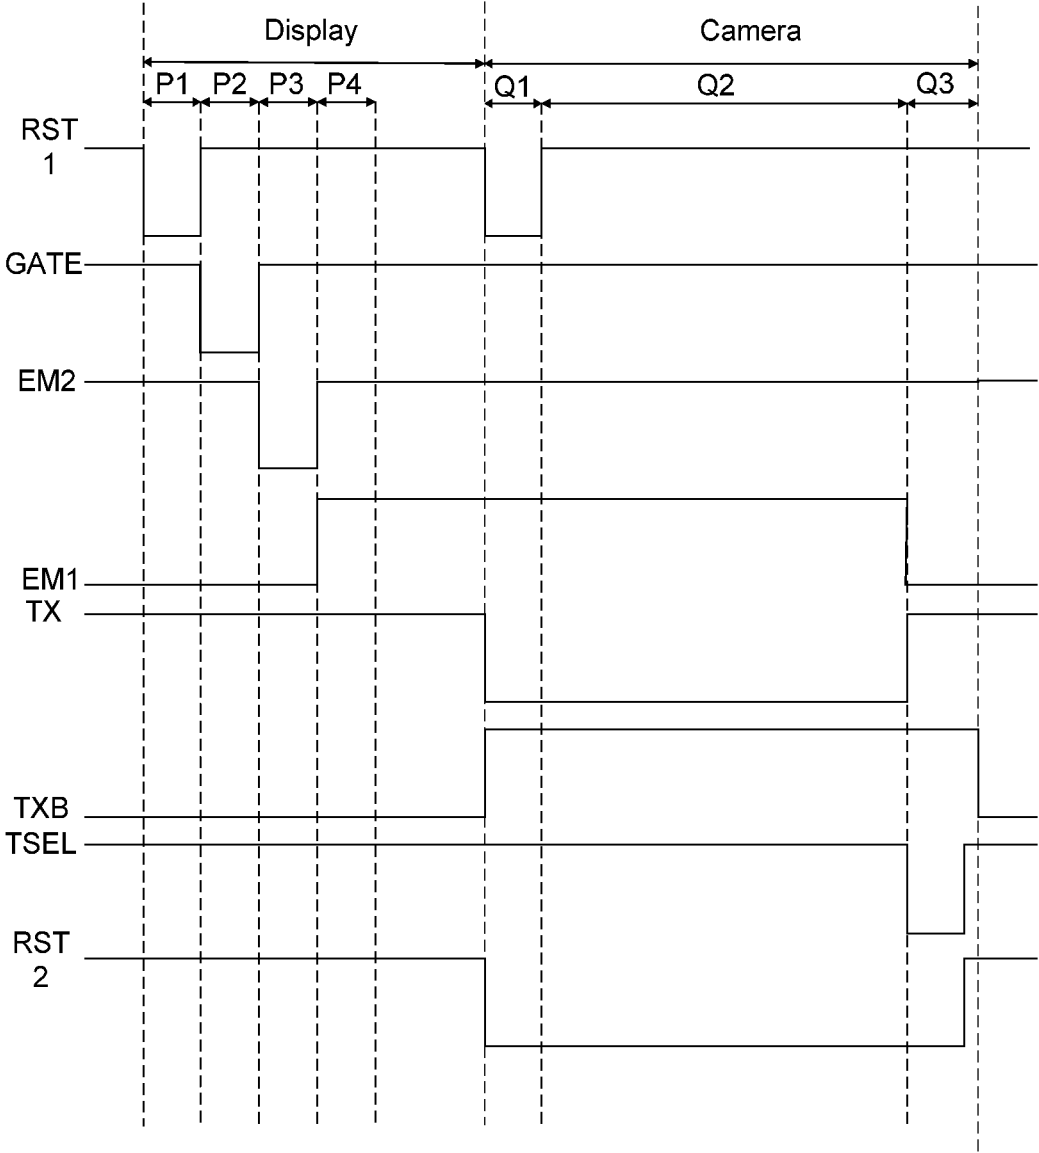 Display
Camera
P1 P2 P3 P4 Q1 Q2 Q3
RST
1
GATE
EM2
EM1
TX
TXB
TSEL
RST
2